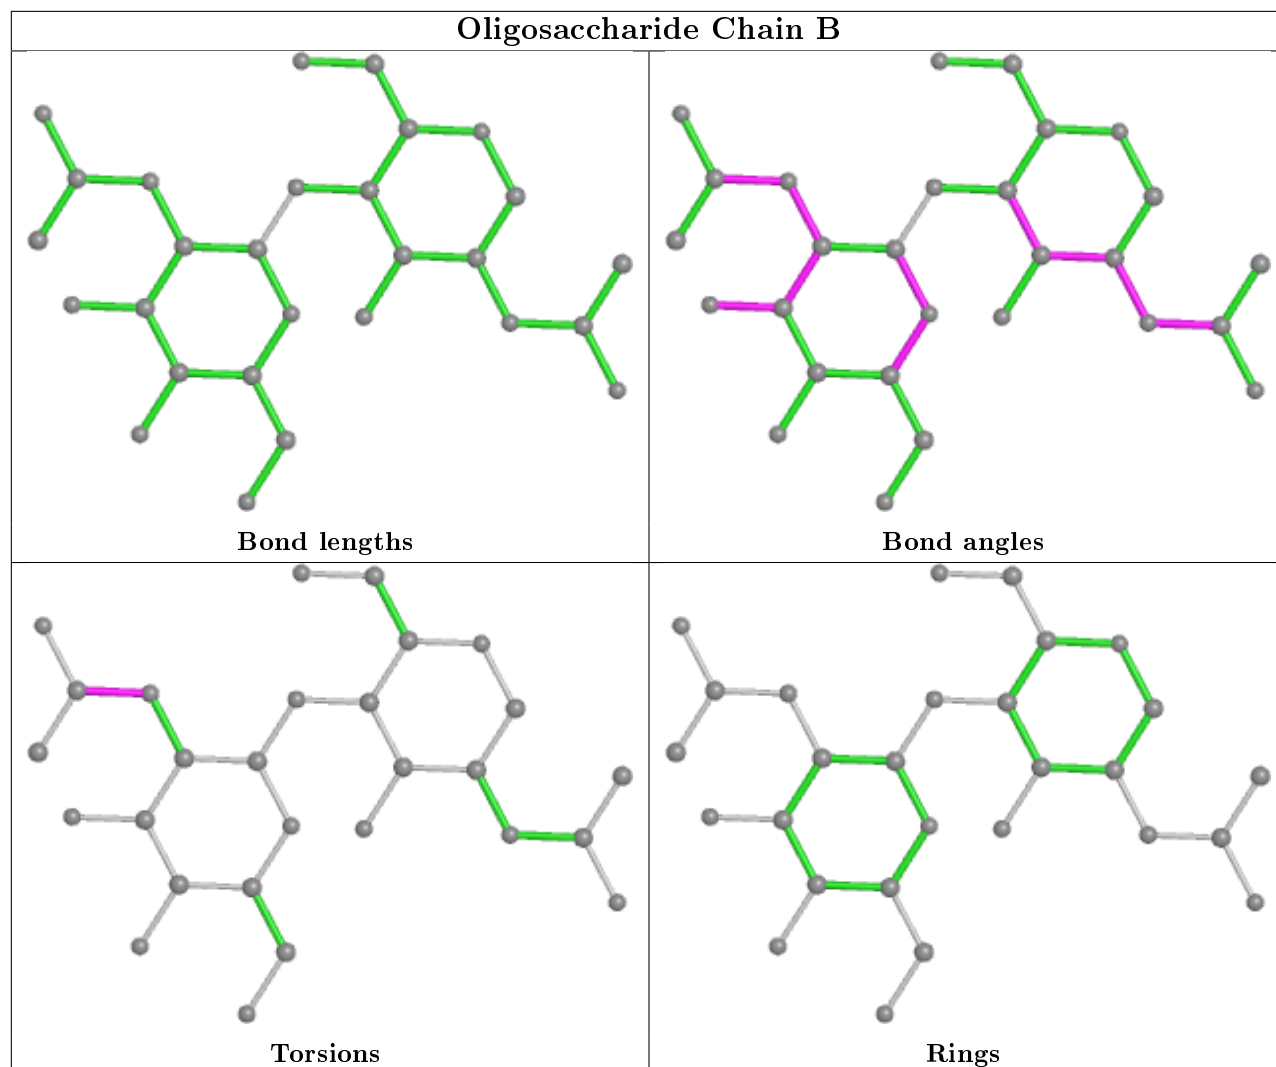 Oligosaccharide Chain B
Bond lengths
Bond angles
Torsions
Rings